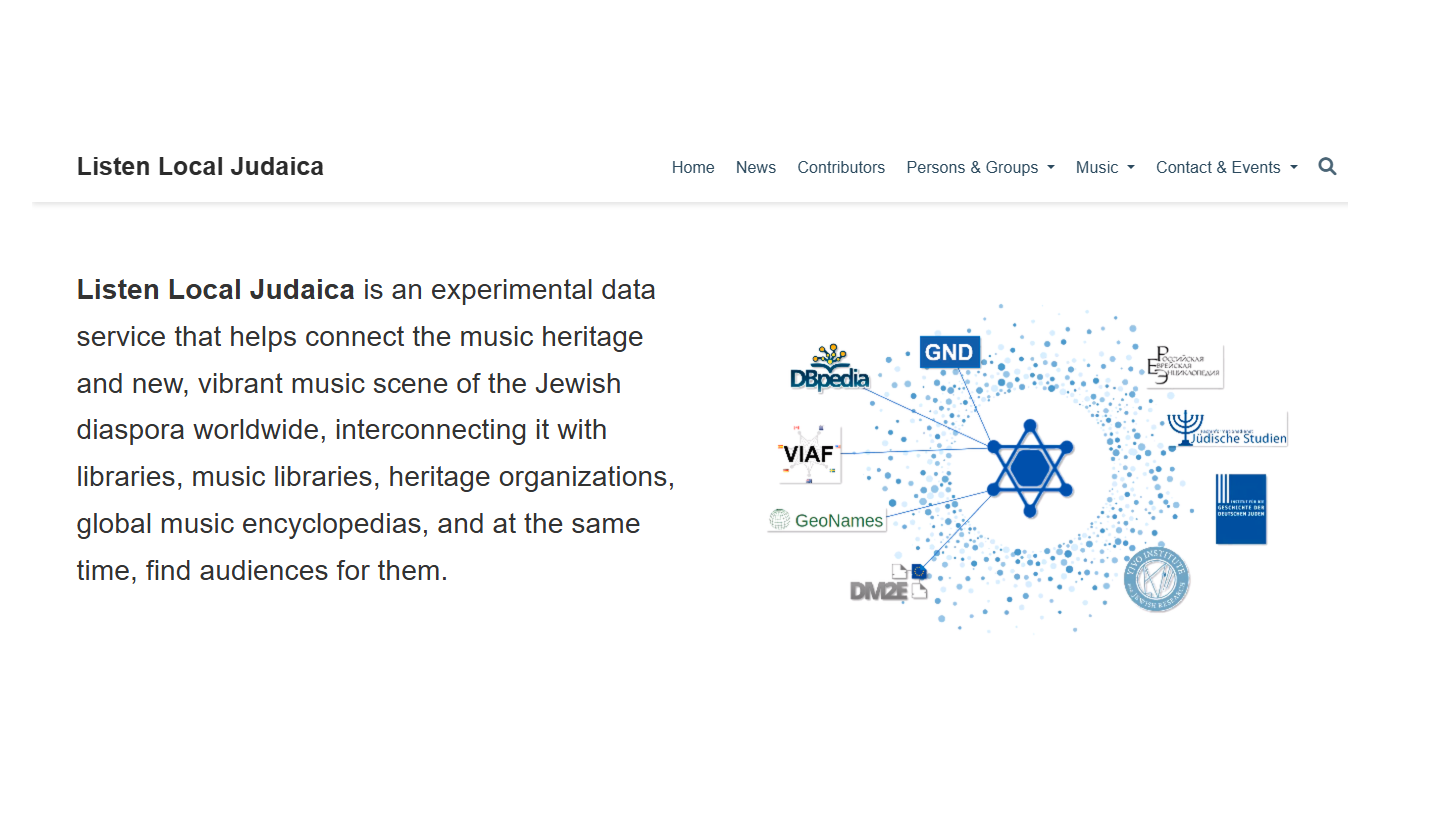 Listen Local Judaica
Home News Contributors Persons & Groups Music Contact & Events
Listen Local Judaica is an experimental data
service that helps connect the music heritage
and new, vibrant music scene of the Jewish
diaspora worldwide, interconnecting it with
libraries, music libraries, heritage organizations,
global music encyclopedias, and at the same
time, find audiences for them.
DBpedia
GND
РОССИЙСКАЯ
ЕВРЕЙСКАЯ
ЭНЦИКЛОПЕДИЯ
VIAF
Jüdische Studien
GeoNames
INSTITUT FÜR DIE
GESCHICHTE DER
DEUTSCHEN JUDEN
DM2E
YIVO INSTITUTE
FOR JEWISH RESEARCH